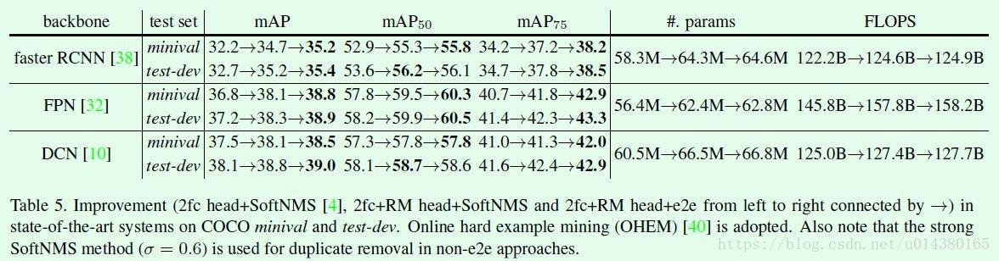 backbone test set mAP mAP50 mAP75 #. params FLOPS
faster RCNN [38] minival 32.2→34.7→35.2 52.9→55.3→55.8 34.2→37.2→38.2 58.3M→64.3M→64.6M 122.2B→124.6B→124.9B
test-dev 32.7→35.2→35.4 53.6→56.2→56.1 34.7→37.8→38.5
FPN [32] minival 36.8→38.1→38.8 57.8→59.5→60.3 40.7→41.8→42.9 56.4M→62.4M→62.8M 145.8B→157.8B→158.2B
test-dev 37.2→38.3→38.9 58.2→59.9→60.5 41.4→42.3→43.3
DCN [10] minival 37.5→38.1→38.5 57.3→57.8→57.8 41.0→41.3→42.0 60.5M→66.5M→66.8M 125.0B→127.4B→127.7B
test-dev 38.1→38.8→39.0 58.1→58.7→58.6 41.6→42.4→42.9
Table 5. Improvement (2fc head+SoftNMS [4], 2fc+RM head+SoftNMS and 2fc+RM head+e2e from left to right connected by →) in
state-of-the-art systems on COCO minival and test-dev. Online hard example mining (OHEM) [40] is adopted. Also note that the strong
SoftNMS method (σ = 0.6) is used for duplicate removal in non-e2e approaches.
https://blog.csdn.net/u014380165